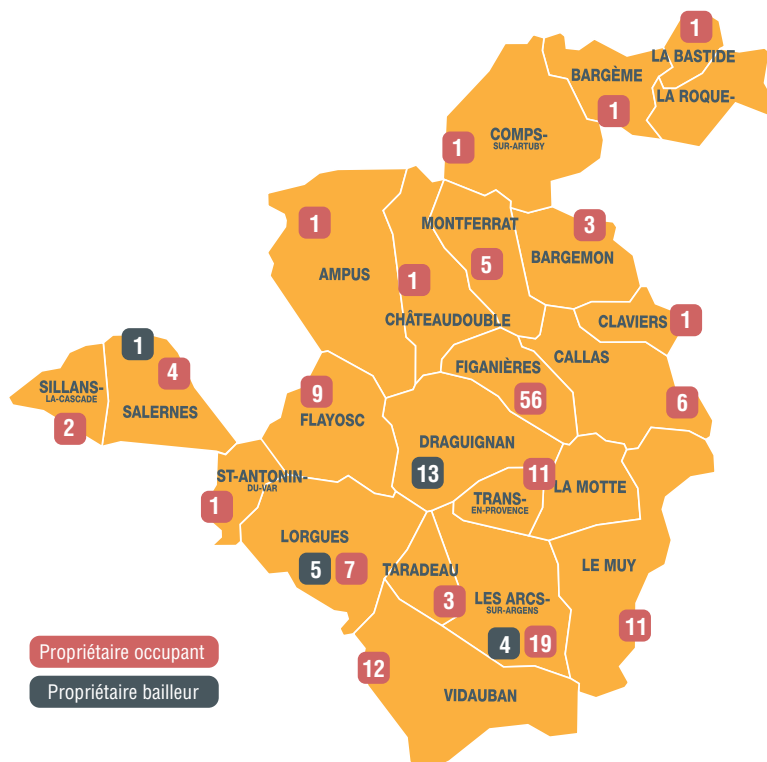 1
LA BASTIDE
BARGÈME
LA ROQUE-
1
COMPS-
SUR-ARTUBY
1
1
MONTFERRAT
3
5
BARGEMON
AMPUS
1
CHÂTEAUDOUBLE
CLAVIERS
1
1
4
FIGANIÈRES
CALLAS
SILLANS-
LA-CASCADE
SALERNES
2
9
FLAYOSC
56
6
DRAGUIGNAN
13
11
ST-ANTONIN-
DU-VAR
1
TRANS-
EN-PROVENCE
LA MOTTE
LORGUES
5
7
TARADEAU
3
LES ARCS-
SUR-ARGENS
4
19
LE MUY
11
12
VIDAUBAN
Propriétaire occupant
Propriétaire bailleur